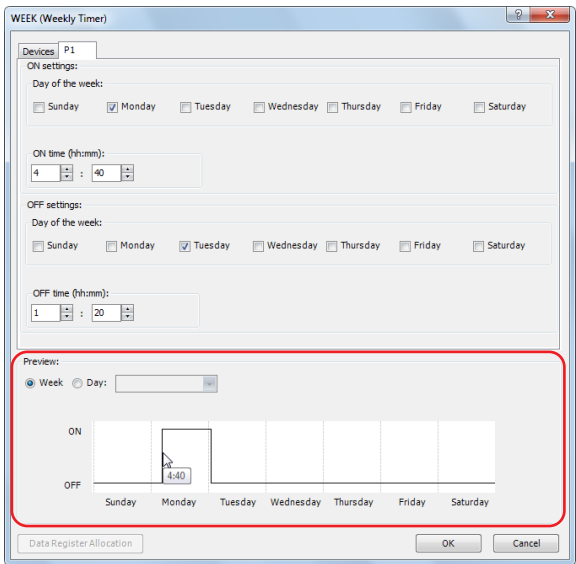 WEEK (Weekly Timer)
Devices P1
ON settings:
Day of the week:
Sunday Monday Tuesday Wednesday Thursday Friday Saturday
ON time (hh:mm):
4 : 40
OFF settings:
Day of the week:
Sunday Monday Tuesday Wednesday Thursday Friday Saturday
OFF time (hh:mm):
1 : 20
Preview:
Week Day:
ON
4:40
OFF
Sunday Monday Tuesday Wednesday Thursday Friday Saturday
Data Register Allocation OK Cancel